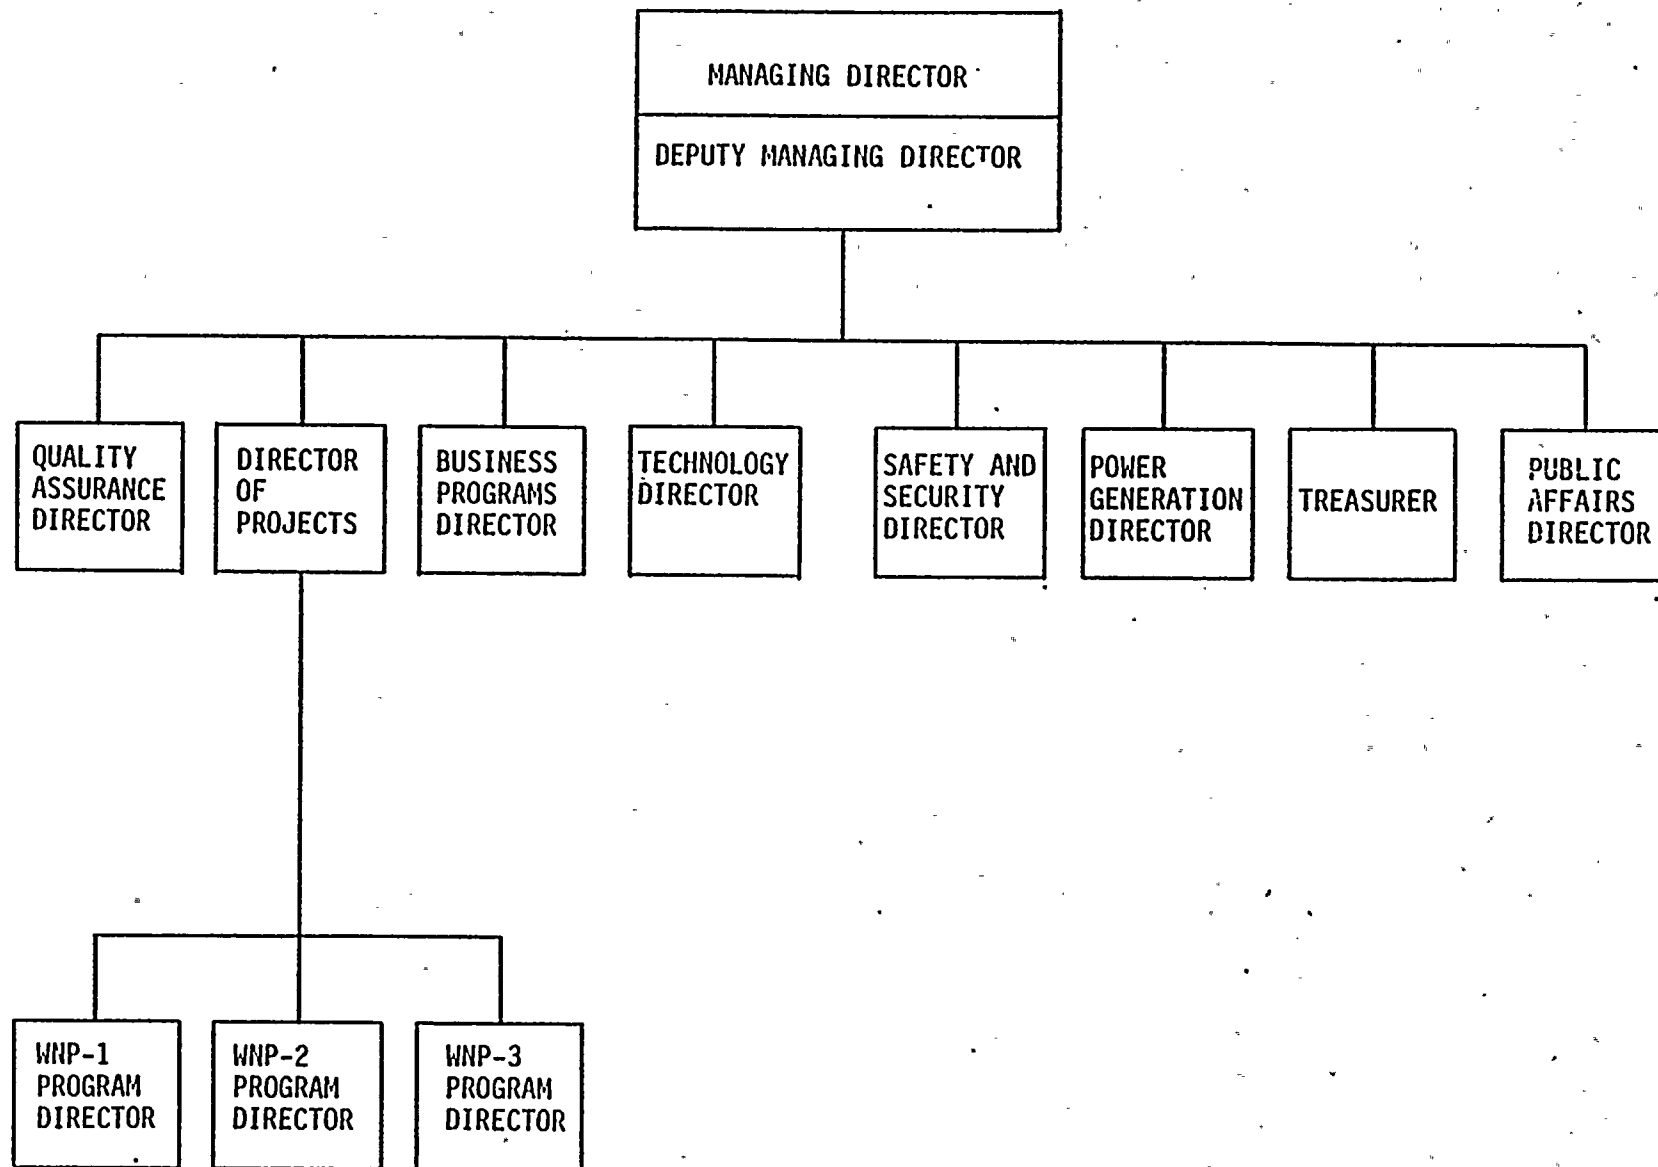 MANAGING DIRECTOR
DEPUTY MANAGING DIRECTOR
QUALITY
ASSURANCE
DIRECTOR
DIRECTOR
OF
PROJECTS
BUSINESS
PROGRAMS
DIRECTOR
TECHNOLOGY
DIRECTOR
SAFETY AND
SECURITY
DIRECTOR
POWER
GENERATION
DIRECTOR
TREASURER
PUBLIC
AFFAIRS
DIRECTOR
WNP-1
PROGRAM
DIRECTOR
WNP-2
PROGRAM
DIRECTOR
WNP-3
PROGRAM
DIRECTOR